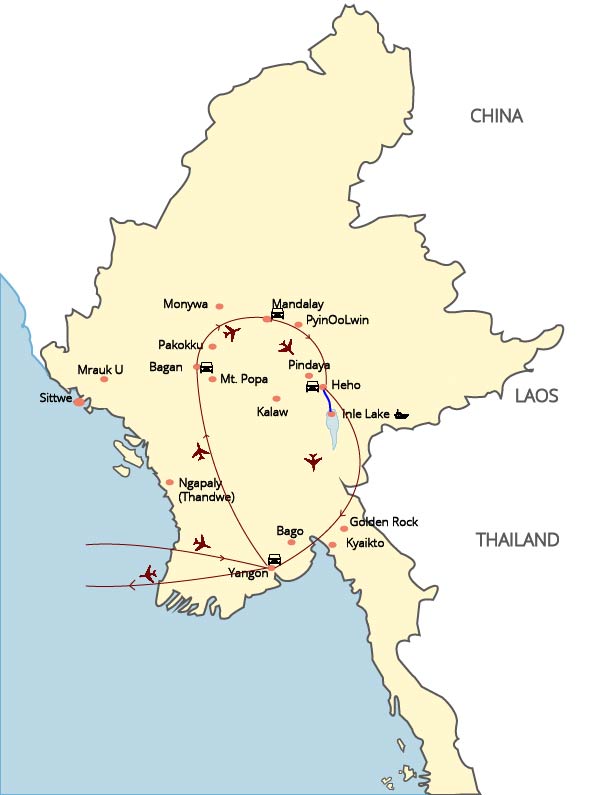 CHINA
Monywa
Mandalay
PyinOoLwin
Pakokku
Bagan
Pindaya
Mrauk U
Mt. Popa
Heho
LAOS
Sittwe
Kalaw
Inle Lake
Ngapaly
(Thandwe)
Golden Rock
Bago
Kyaikto
THAILAND
Yangon